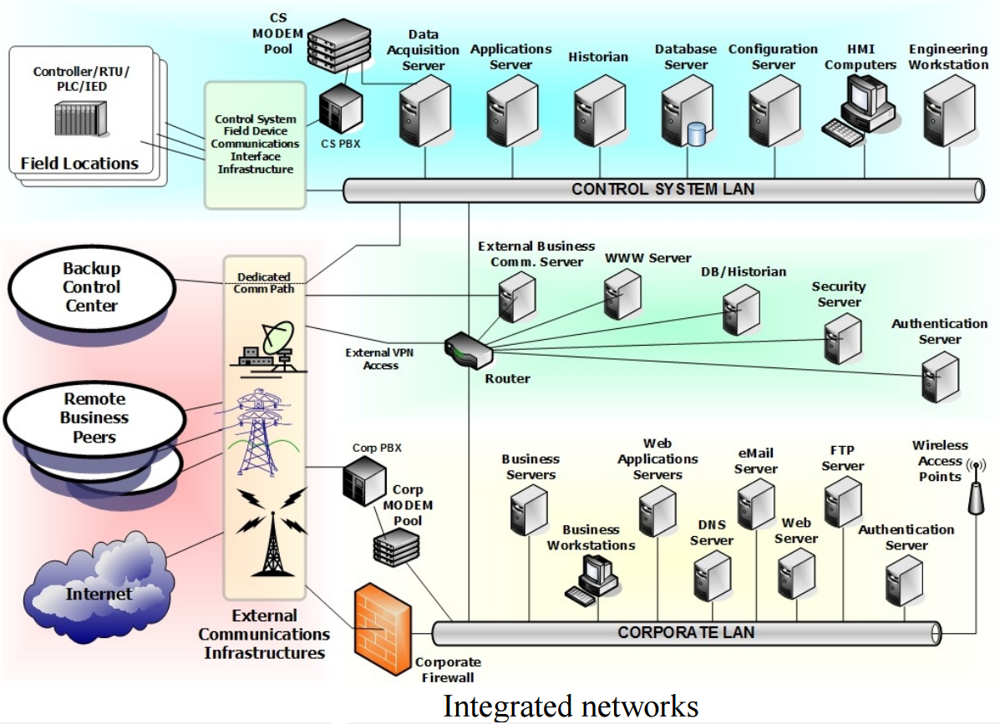 CS
MODEM
Pool
Data
Acquisition
Server
Applications
Server
Historian
Database
Server
Configuration
Server
HMI
Computers
Engineering
Workstation
Controller/RTU/
PLC/IED
Field Locations
Control System
Field Device
Communications
Interface
Infrastructure
CS PBX
CONTROL SYSTEM LAN
Backup
Control
Center
Dedicated
Comm Path
External Business
Comm. Server
WWW Server
DB/Historian
Security
Server
Authentication
Server
External VPN
Access
Router
Remote
Business
Peers
Corp PBX
Corp
MODEM
Pool
Business
Servers
Web
Applications
Servers
eMail
Server
FTP
Server
Wireless
Access
Points
Business
Workstations
DNS
Server
Web
Server
Authentication
Server
Internet
External
Communications
Infrastructures
CORPORATE LAN
Corporate
Firewall
Integrated networks